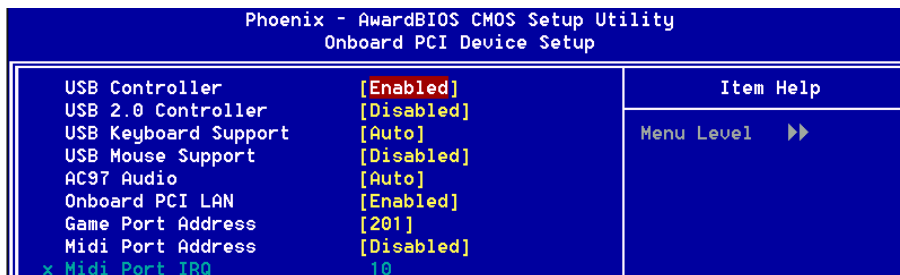 Phoenix - AwardBIOS CMOS Setup Utility
Onboard PCI Device Setup
USB Controller [Enabled]
USB 2.0 Controller [Disabled]
USB Keyboard Support [Auto]
USB Mouse Support [Disabled]
AC97 Audio [Auto]
Onboard PCI LAN [Enabled]
Game Port Address [201]
Midi Port Address [Disabled]
x Midi Port IRQ 10
Item Help
Menu Level